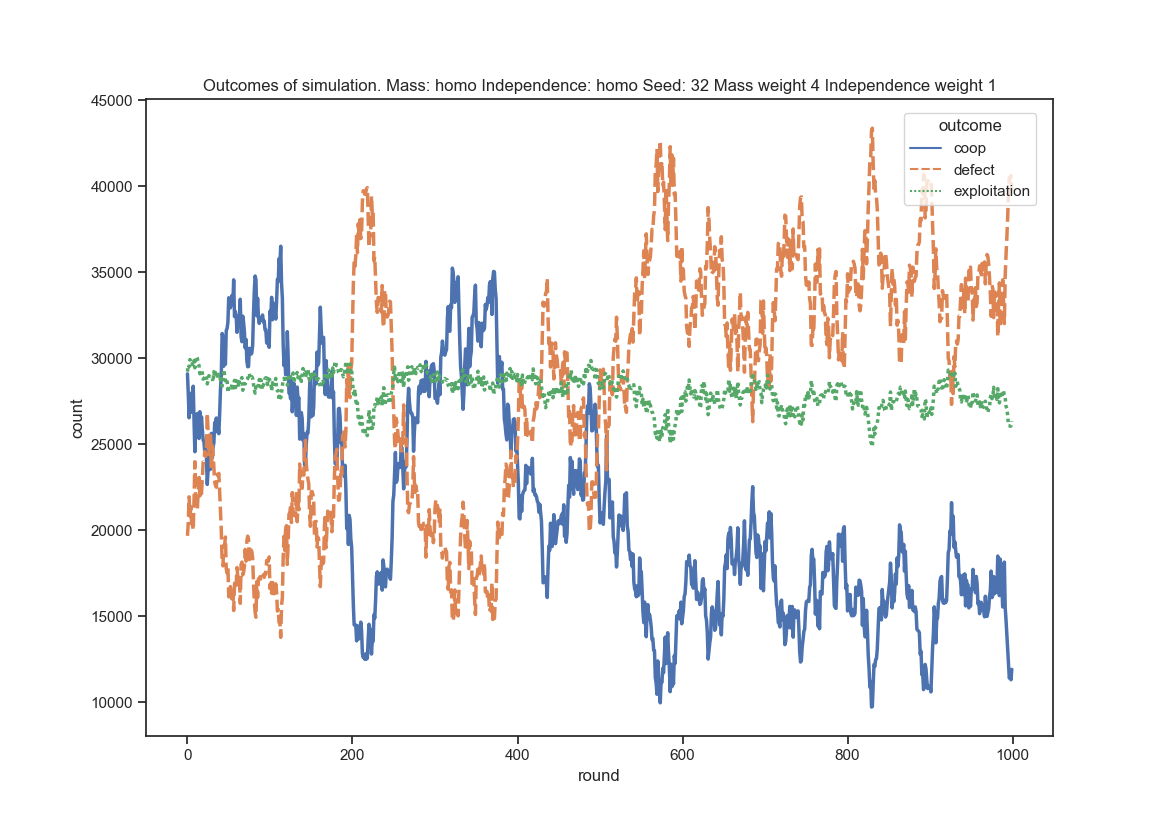 Outcomes of simulation. Mass: homo Independence: homo Seed: 32 Mass weight 4 Independence weight 1
45000
40000
35000
30000
25000
20000
15000
10000
count
outcome
coop
defect
exploitation
0
200
400
600
800
1000
round